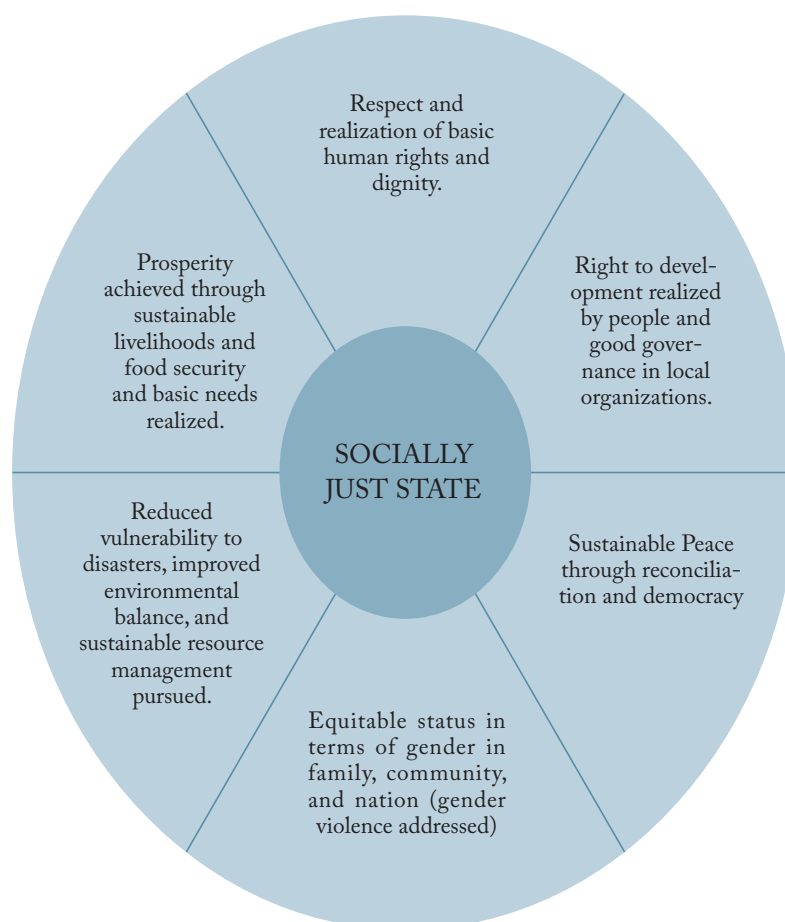 Respect and
realization of basic
human rights and
dignity.
Right to devel-
opment realized
by people and
good gover-
nance in local
organizations.
Sustainable Peace
through reconcilia-
tion and democracy
Equitable status in
terms of gender in
family, community,
and nation (gender
violence addressed)
Reduced
vulnerability to
disasters, improved
environmental
balance, and
sustainable resource
management
pursued.
Prosperity
achieved through
sustainable
livelihoods and
food security
and basic needs
realized.
SOCIALLY
JUST STATE